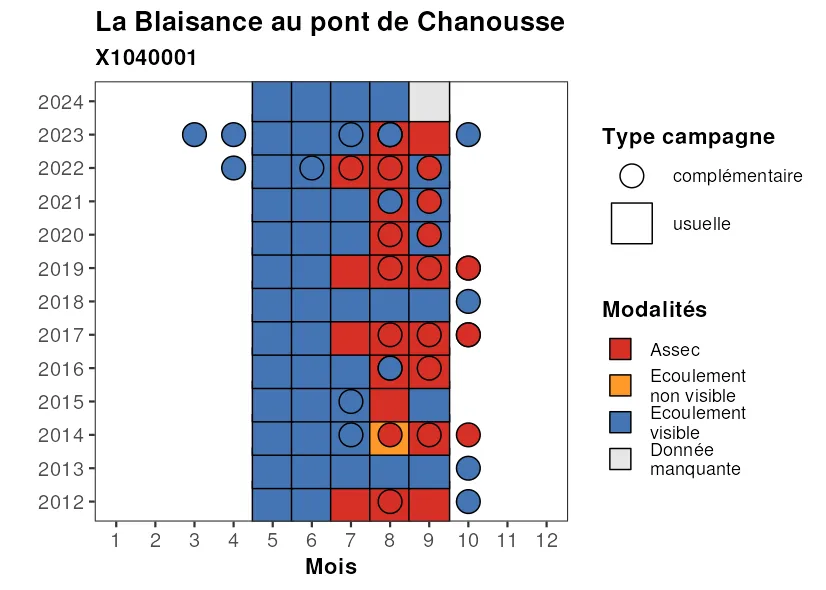 La Blaisance au pont de Chanousse
X1040001
2024
2023
2022
2021
2020
2019
2018
2017
2016
2015
2014
2013
2012
1 2 3 4 5 6 7 8 9 10 11 12
Mois
Type campagne
complémentaire
usuelle
Modalités
Assec
Ecoulement
non visible
Ecoulement
visible
Donnée
manquante